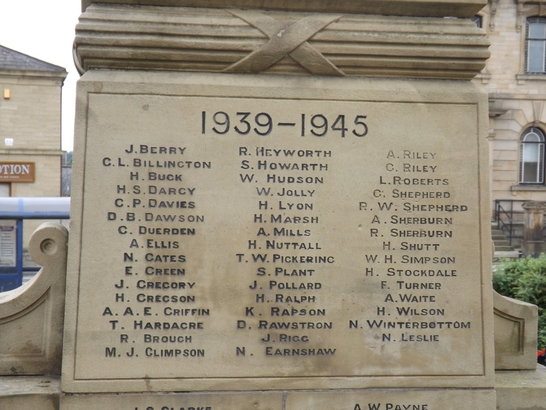 1939-1945
J. BERRY
C.L. BILLINGTON
H. BUCK
H.S. DARCY
C.P. DAVIES
D.B. DAWSON
C. DUERDEN
A. ELLIS
N. GATES
E. GREEN
J. GREGORY
H. GREGSON
A.A.E. GRIFFIN
T. HARDACRE
R. BROUGH
M.J. CLIMPSON
R. HEYWORTH
S. HOWARTH
W. HUDSON
W. JOLLY
H. LYON
H. MARSH
A. MILLS
H. NUTTALL
T.W. PICKERING
S. PLANT
J. POLLARD
H. RALPH
K. RAPSON
D. RAWSTRON
J. RIGG
N. EARNSHAW
A. RILEY
C. RILEY
L. ROBERTS
C. SHEPHERD
R.W. SHEPHERD
A. SHERBURN
R. SHERBURN
H. SHUTT
W.H. SIMPSON
H. STOCKDALE
F. TURNER
A. WAITE
H. WILSON
N. WINTERBOTTOM
N. LESLIE
J.S. CLARKE
A.W. PAYNE
OTION